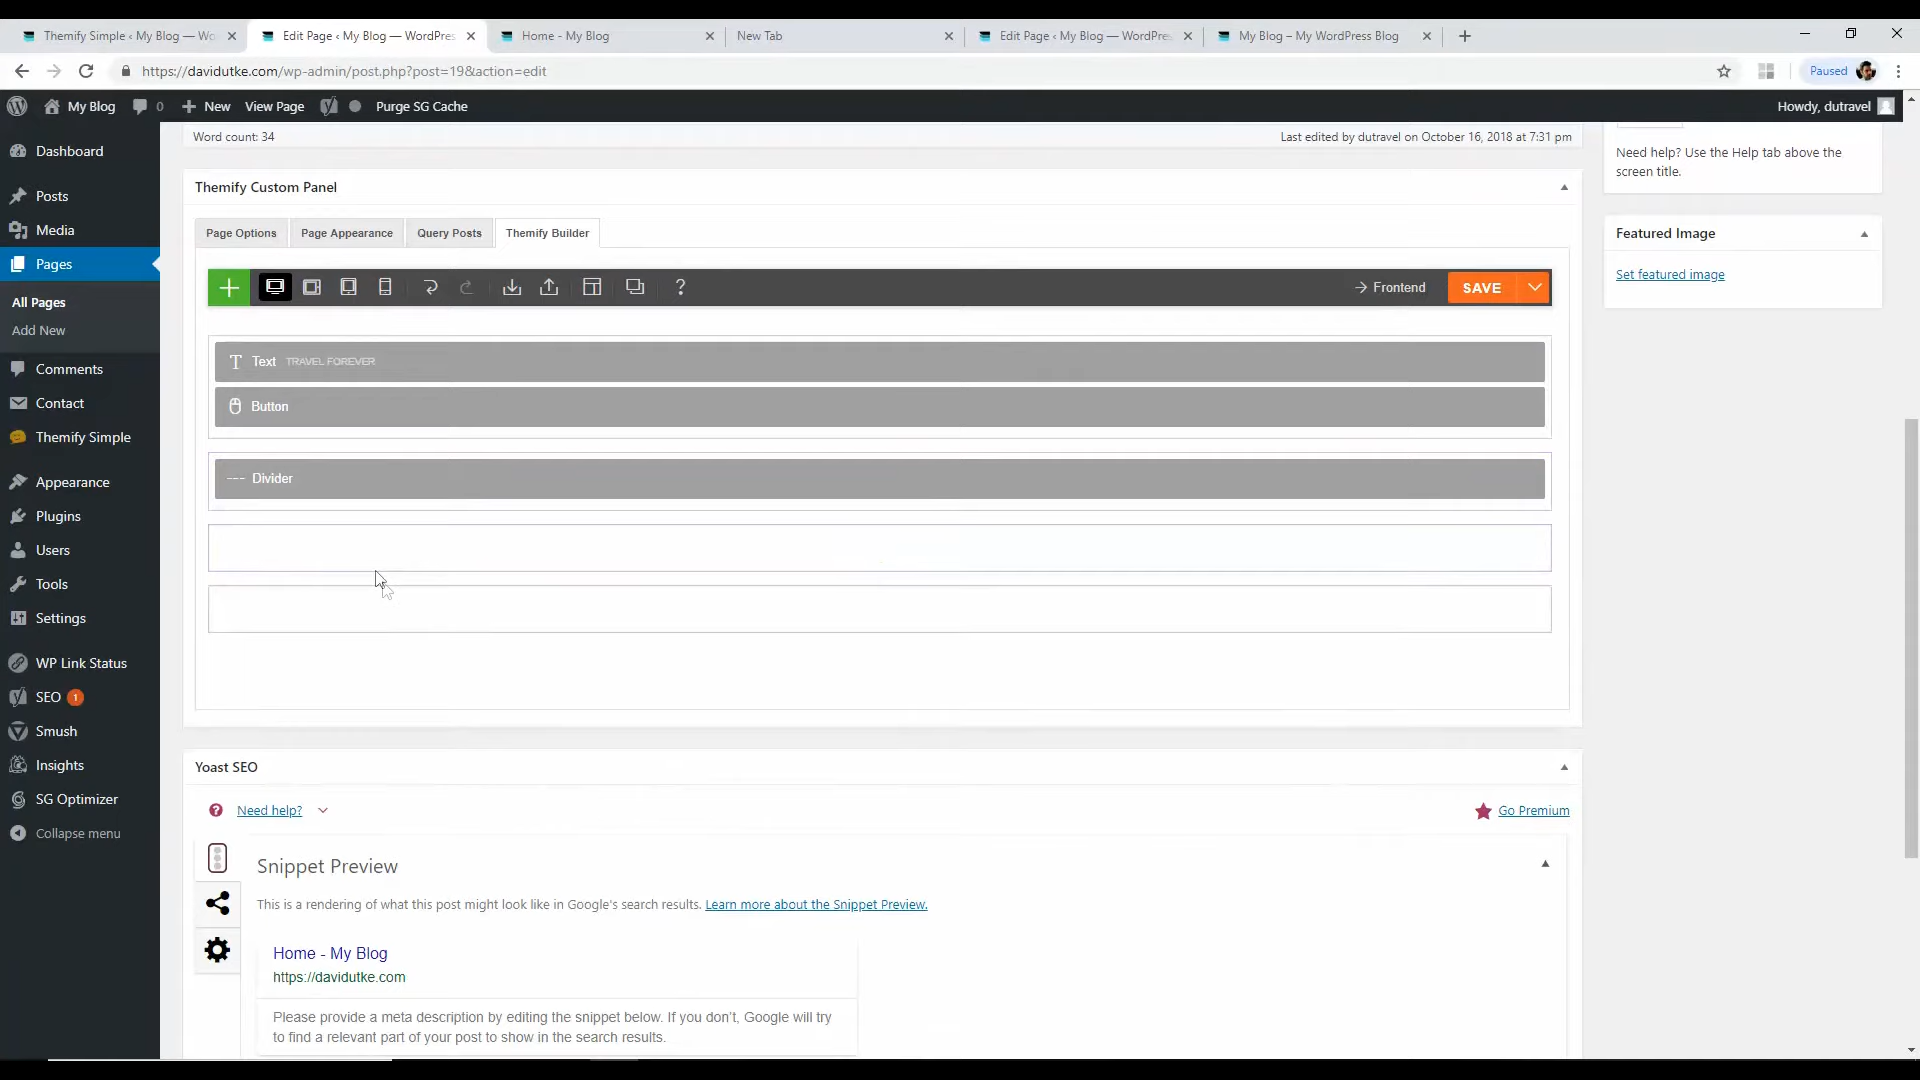 Themify Simple ‹ My Blog — Wo
Edit Page ‹ My Blog — WordPress
Home - My Blog
New Tab
Edit Page ‹ My Blog — WordPres
My Blog – My WordPress Blog
https://davidutke.com/wp-admin/post.php?post=19&action=edit
Paused
My Blog
0
New
View Page
Purge SG Cache
Howdy, dutravel
Dashboard
Posts
Media
Pages
All Pages
Add New
Comments
Contact
Themify Simple
Appearance
Plugins
Users
Tools
Settings
WP Link Status
SEO 1
Smush
Insights
SG Optimizer
Collapse menu
Word count: 34
Last edited by dutravel on October 16, 2018 at 7:31 pm
Themify Custom Panel
Page Options
Page Appearance
Query Posts
Themify Builder
Frontend
SAVE
Text TRAVEL FOREVER
Button
Divider
Yoast SEO
Need help?
Go Premium
Snippet Preview
This is a rendering of what this post might look like in Google's search results. Learn more about the Snippet Preview.
Home - My Blog
https://davidutke.com
Please provide a meta description by editing the snippet below. If you don’t, Google will try
to find a relevant part of your post to show in the search results.
Need help? Use the Help tab above the
screen title.
Featured Image
Set featured image